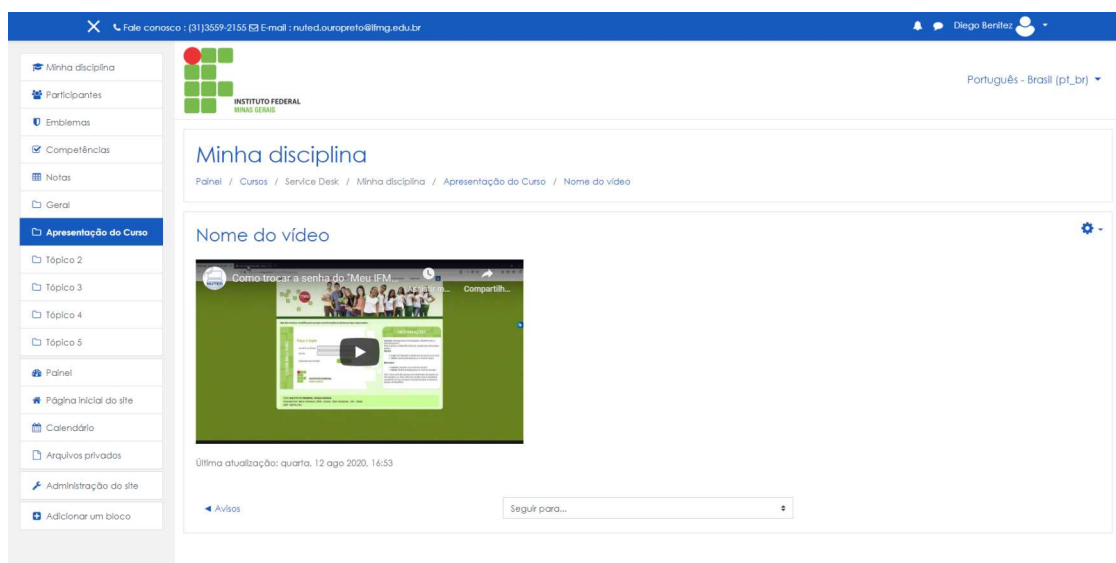 Fale conosco : (31)3559-2155 E-mail : nuted.ouropreto@ifmg.edu.br
Diego Benitez
Minha disciplina
Participantes
Emblemas
Competências
Notas
Geral
Apresentação do Curso
Tópico 2
Tópico 3
Tópico 4
Tópico 5
Painel
Página inicial do site
Calendário
Arquivos privados
Administração do site
Adicionar um bloco
INSTITUTO FEDERAL
MINAS GERAIS
Português - Brasil (pt_br)
Minha disciplina
Painel / Cursos / Service Desk / Minha disciplina / Apresentação do Curso / Nome do vídeo
Nome do vídeo
NUTED
Como trocar a senha do "Meu IFM...
Assistir m...
Compartilh...
Última atualização: quarta, 12 ago 2020, 16:53
Avisos
Seguir para...